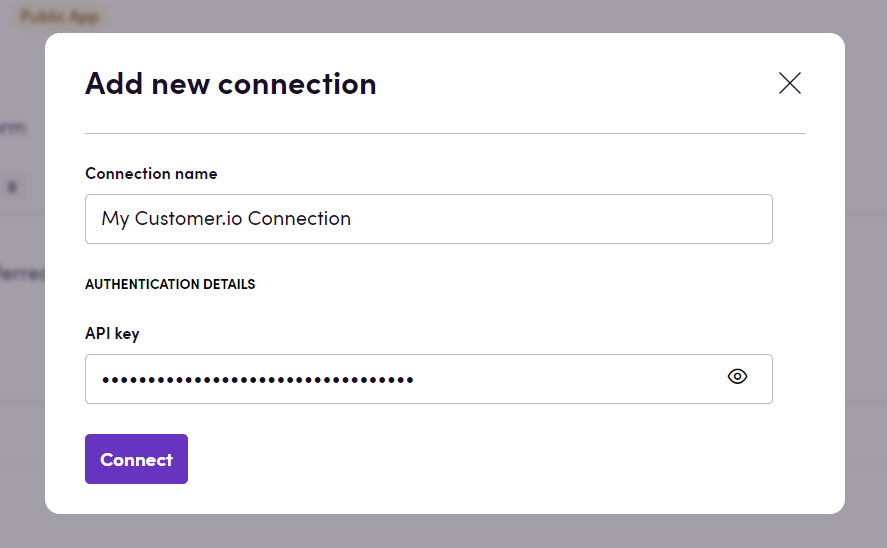 Public App
Add new connection
Connection name
My Customer.io Connection
AUTHENTICATION DETAILS
API key
••••••••••••••••••••••••••••••••••
Connect